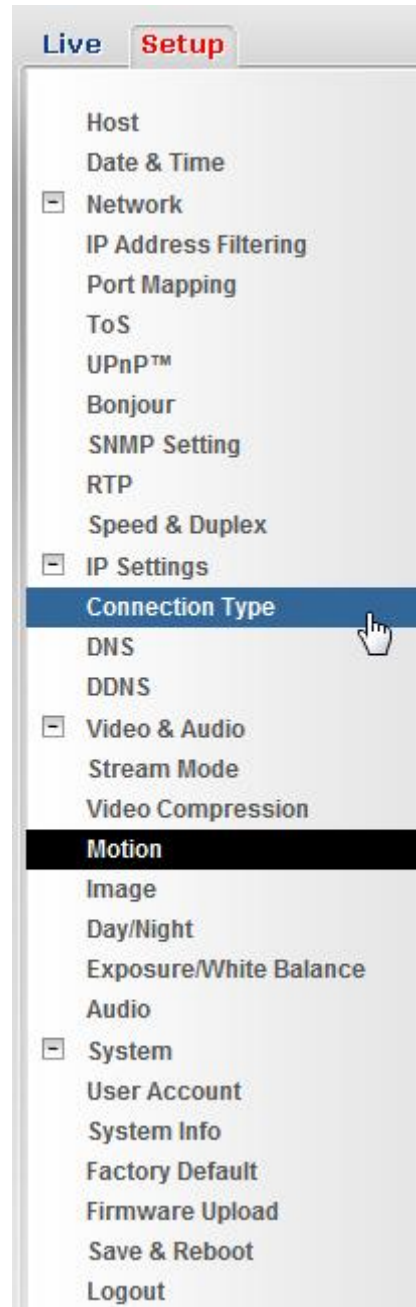 Live Setup
Host
Date & Time
Network
IP Address Filtering
Port Mapping
ToS
UPnP™
Bonjour
SNMP Setting
RTP
Speed & Duplex
IP Settings
Connection Type
DNS
DDNS
Video & Audio
Stream Mode
Video Compression
Motion
Image
Day/Night
Exposure/White Balance
Audio
System
User Account
System Info
Factory Default
Firmware Upload
Save & Reboot
Logout